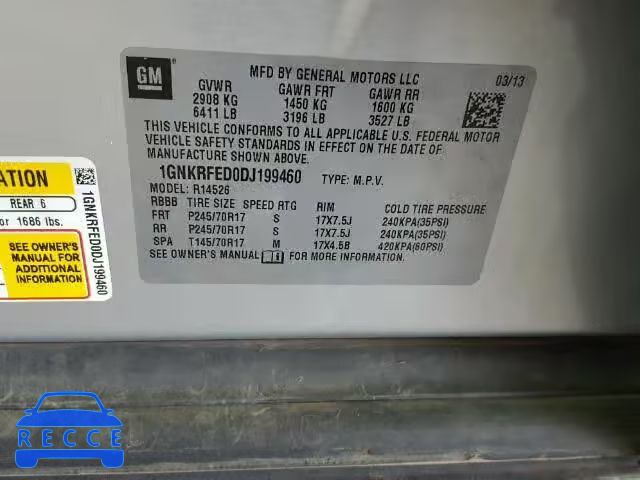 GM
®
MFD BY GENERAL MOTORS LLC
03/13
GVWR GAWR FRT GAWR RR
2908 KG 1450 KG 1600 KG
6411 LB 3196 LB 3527 LB
THIS VEHICLE CONFORMS TO ALL APPLICABLE U.S. FEDERAL MOTOR
VEHICLE SAFETY STANDARDS IN EFFECT ON THE DATE OF
MANUFACTURE SHOWN ABOVE.
1GNKRFED0DJ199460 TYPE: M.P.V.
MODEL: R14526
RBBB TIRE SIZE SPEED RTG RIM COLD TIRE PRESSURE
FRT P245/70R17 S 17X7.5J 240KPA(35PSI)
RR P245/70R17 S 17X7.5J 240KPA(35PSI)
SPA T145/70R17 M 17X4.5B 420KPA(60PSI)
SEE OWNER'S MANUAL FOR MORE INFORMATION.
ATION
REAR 6
or 1686 lbs.
SEE OWNER'S
MANUAL FOR
ADDITIONAL
INFORMATION
1GNKRFED0DJ199460
RECCE